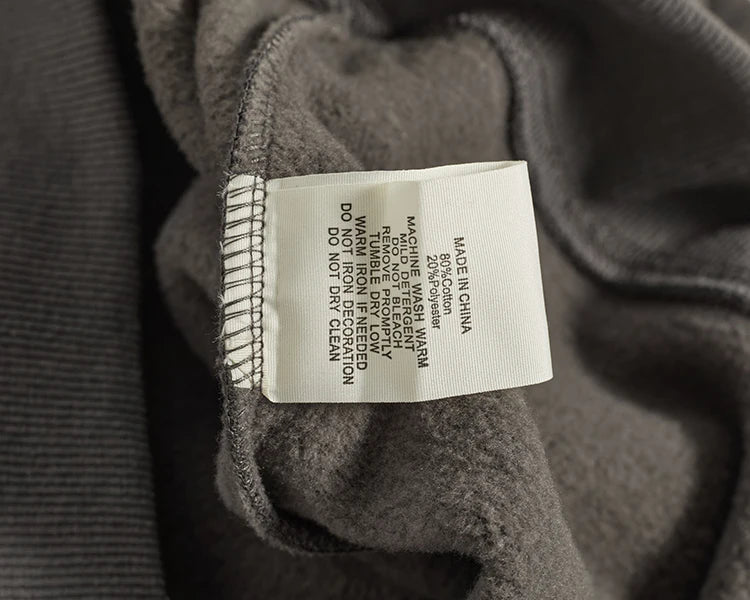 MADE IN CHINA
80%Cotton
20%Polyester
MACHINE WASH WARM
MILD DETERGENT
DO NOT BLEACH
REMOVE PROMPTLY
TUMBLE DRY LOW
WARM IRON IF NEEDED
DO NOT IRON DECORATION
DO NOT DRY CLEAN